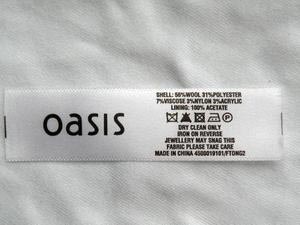 oasis
SHELL: 56%WOOL 31%POLYESTER
7%VISCOSE 3%NYLON 3%ACRYLIC
LINING: 100% ACETATE
DRY CLEAN ONLY
IRON ON REVERSE
JEWELLERY MAY SNAG THIS
FABRIC PLEASE TAKE CARE
MADE IN CHINA 4500019101/FTONG2